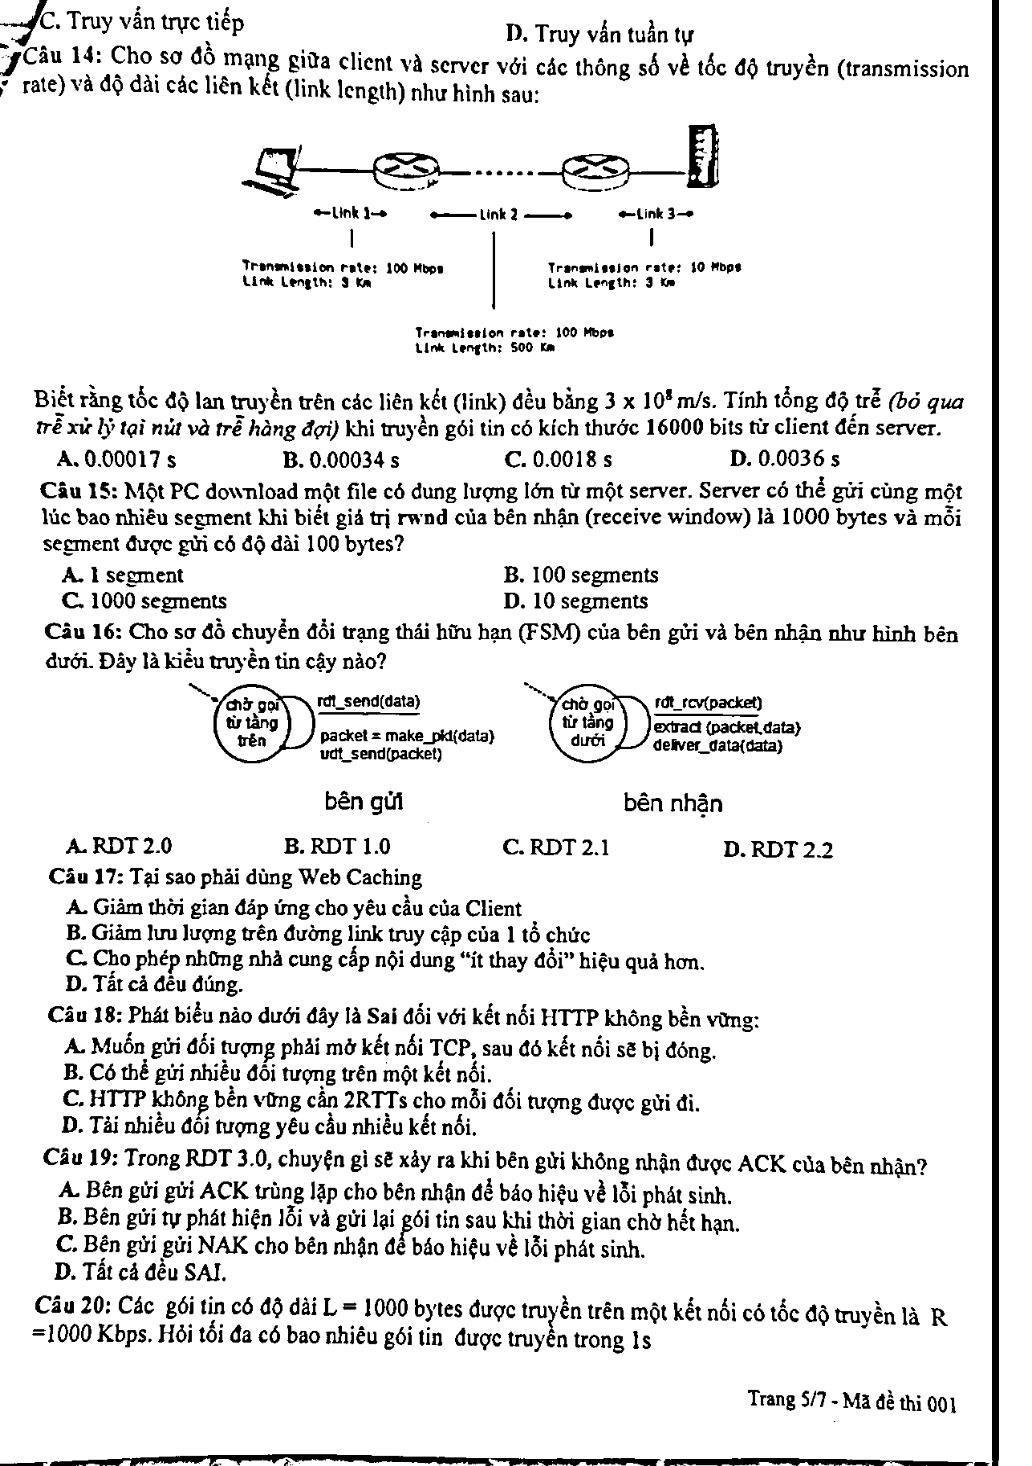 C. Truy vấn trực tiếp
D. Truy vấn tuần tự
Câu 14: Cho sơ đồ mạng giữa client và server với các thông số về tốc độ truyền (transmission
rate) và độ dài các liên kết (link length) như hình sau:
Link 1
Link 2
Link 3
Transmission rate: 100 Mbps
Link Length: 3 Km
Transmission rate: 10 Mbps
Link Length: 3 Km
Transmission rate: 100 Mbps
Link Length: 500 Km
Biết rằng tốc độ lan truyền trên các liên kết (link) đều bằng 3 x 10⁸ m/s. Tính tổng độ trễ (bỏ qua
trễ xử lý tại nút và trễ hàng đợi) khi truyền gói tin có kích thước 16000 bits từ client đến server.
A. 0.00017 s
B. 0.00034 s
C. 0.0018 s
D. 0.0036 s
Câu 15: Một PC download một file có dung lượng lớn từ một server. Server có thể gửi cùng một
lúc bao nhiêu segment khi biết giá trị rwnd của bên nhận (receive window) là 1000 bytes và mỗi
segment được gửi có độ dài 100 bytes?
A. 1 segment
B. 100 segments
C. 1000 segments
D. 10 segments
Câu 16: Cho sơ đồ chuyển đổi trạng thái hữu hạn (FSM) của bên gửi và bên nhận như hình bên
dưới. Đây là kiểu truyền tin cậy nào?
chờ gọi
từ tầng
trên
rdt_send(data)
packet = make_pkt(data)
udt_send(packet)
chờ gọi
từ tầng
dưới
rdt_rcv(packet)
extract (packet,data)
deliver_data(data)
bên gửi
bên nhận
A. RDT 2.0
B. RDT 1.0
C. RDT 2.1
D. RDT 2.2
Câu 17: Tại sao phải dùng Web Caching
A. Giảm thời gian đáp ứng cho yêu cầu của Client
B. Giảm lưu lượng trên đường link truy cập của 1 tổ chức
C. Cho phép những nhà cung cấp nội dung “ít thay đổi” hiệu quả hơn.
D. Tất cả đều đúng.
Câu 18: Phát biểu nào dưới đây là Sai đối với kết nối HTTP không bền vững:
A. Muốn gửi đối tượng phải mở kết nối TCP, sau đó kết nối sẽ bị đóng.
B. Có thể gửi nhiều đối tượng trên một kết nối.
C. HTTP không bền vững cần 2RTTs cho mỗi đối tượng được gửi đi.
D. Tải nhiều đối tượng yêu cầu nhiều kết nối.
Câu 19: Trong RDT 3.0, chuyện gì sẽ xảy ra khi bên gửi không nhận được ACK của bên nhận?
A. Bên gửi gửi ACK trùng lặp cho bên nhận để báo hiệu về lỗi phát sinh.
B. Bên gửi tự phát hiện lỗi và gửi lại gói tin sau khi thời gian chờ hết hạn.
C. Bên gửi gửi NAK cho bên nhận để báo hiệu về lỗi phát sinh.
D. Tất cả đều SAI.
Câu 20: Các gói tin có độ dài L = 1000 bytes được truyền trên một kết nối có tốc độ truyền là R
=1000 Kbps. Hỏi tối đa có bao nhiêu gói tin được truyền trong 1s
Trang 5/7 - Mã đề thi 001